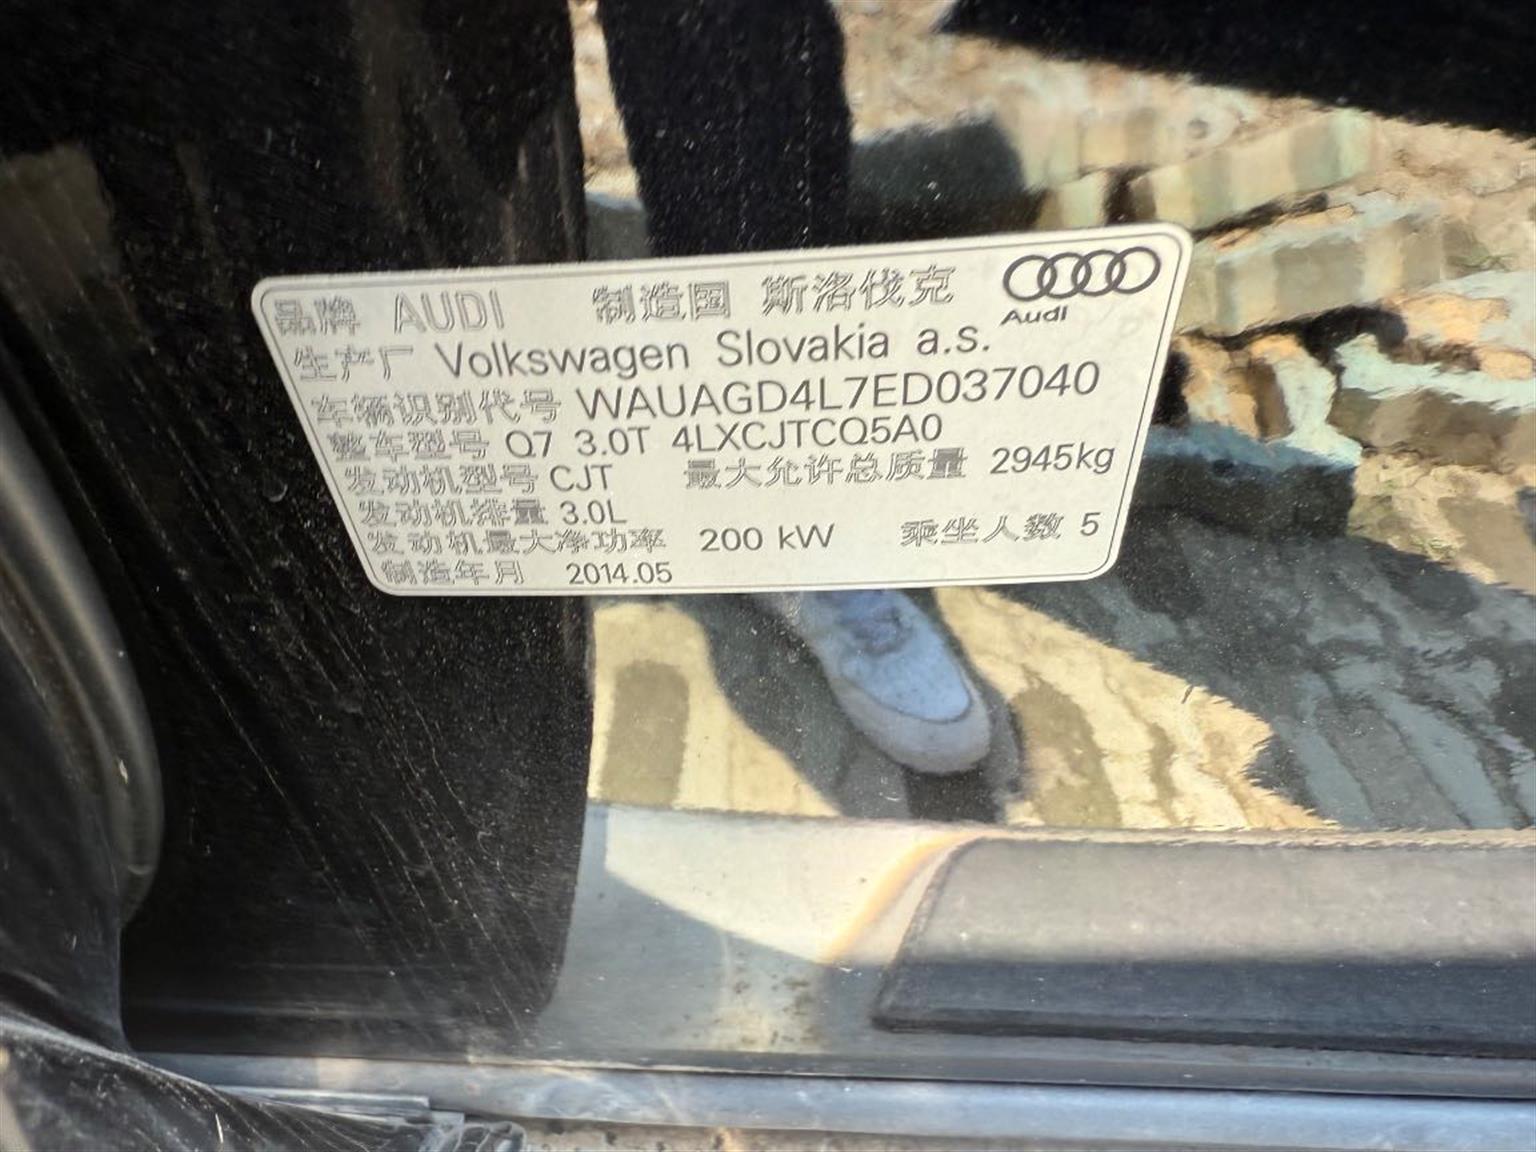 品牌 AUDI 制造国 斯洛伐克
Audi
生产厂 Volkswagen Slovakia a.s.
车辆识别代号 WAUAGD4L7ED037040
整车型号 Q7 3.0T 4LXCJTCQ5A0
发动机型号 CJT 最大允许总质量 2945kg
发动机排量 3.0L
发动机最大净功率 200 kW 乘坐人数 5
制造年月 2014.05